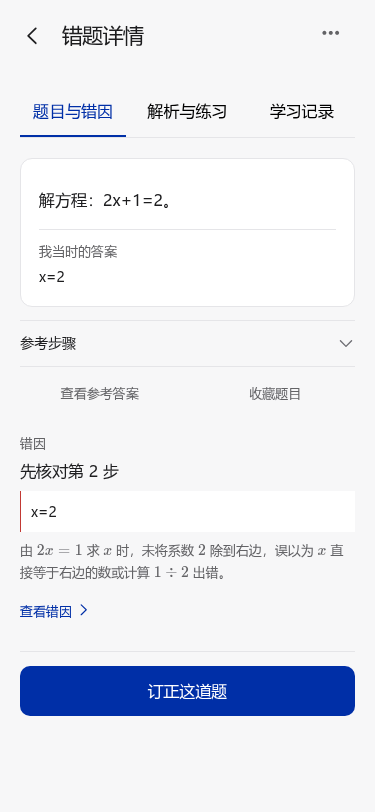 错题详情
题目与错因 解析与练习 学习记录
解方程：2x+1=2。
我当时的答案
x=2
参考步骤
查看参考答案 收藏题目
错因
先核对第 2 步
x=2
由 2x = 1 求 x 时，未将系数 2 除到右边，误以为 x 直
接等于右边的数或计算 1 ÷ 2 出错。
查看错因
订正这道题